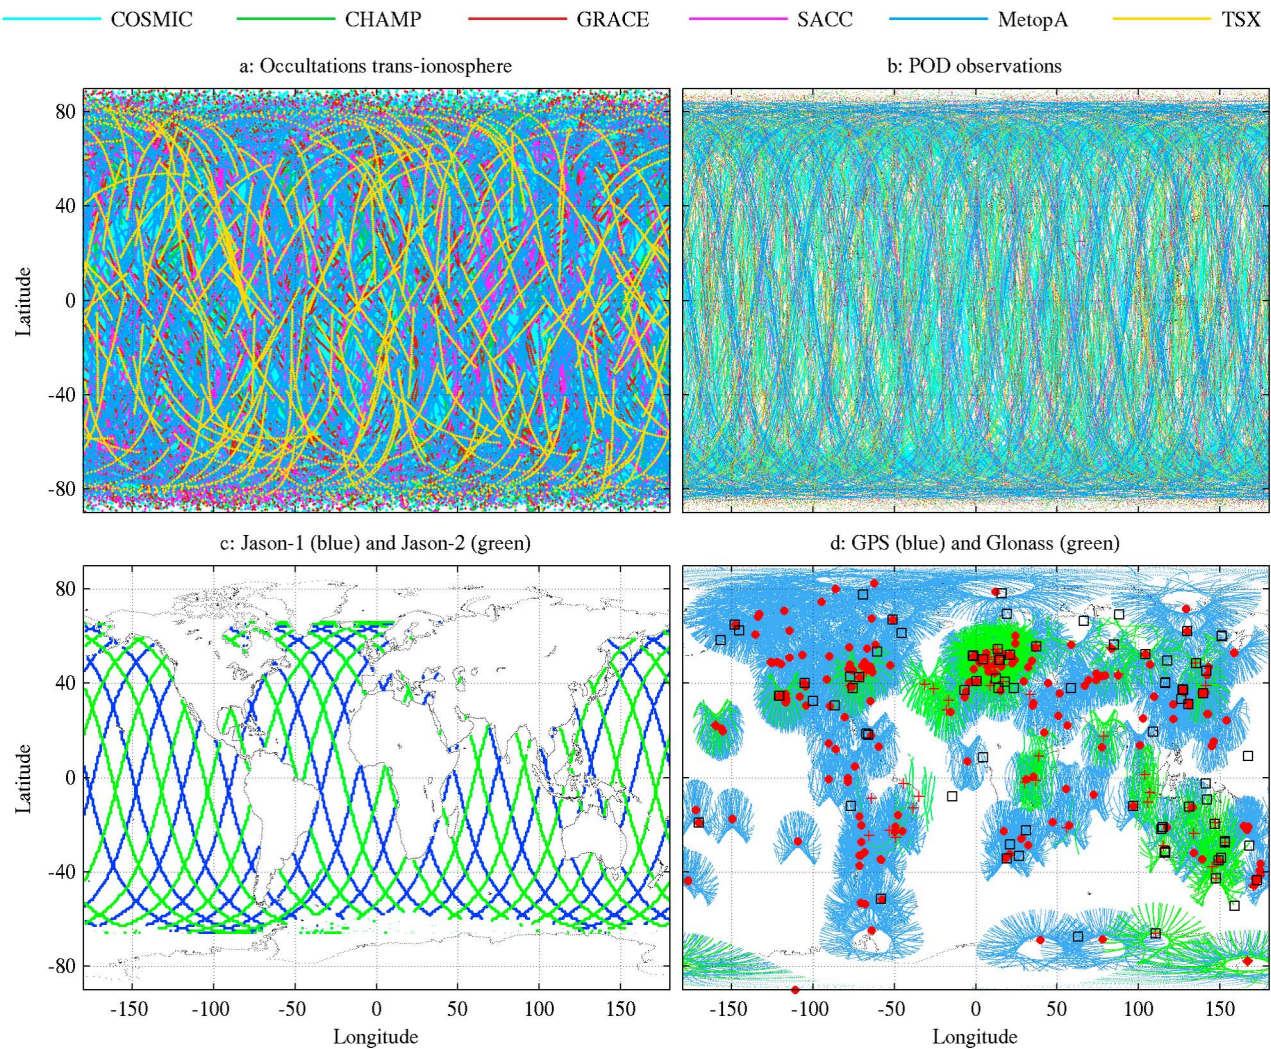 COSMIC CHAMP GRACE SACC MetopA TSX
a: Occultations trans-ionosphere
b: POD observations
Latitude
80
40
0
-40
-80
c: Jason-1 (blue) and Jason-2 (green)
d: GPS (blue) and Glonass (green)
Latitude
80
40
0
-40
-80
-150 -100 -50 0 50 100 150
-150 -100 -50 0 50 100 150
Longitude
Longitude